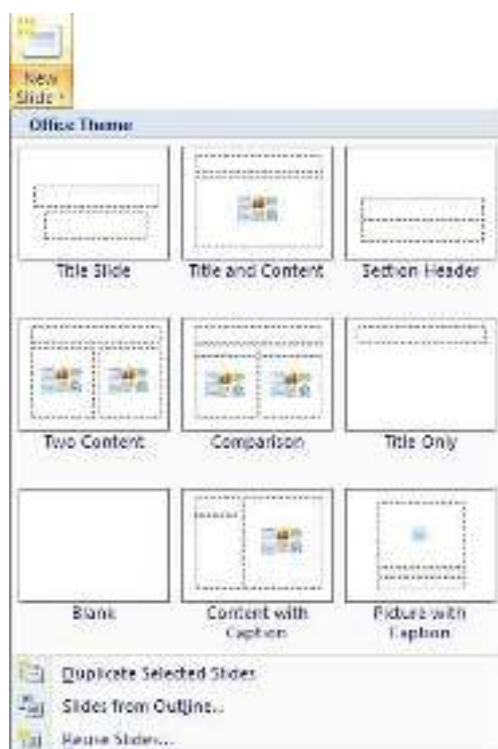 New
Slide
Office Theme
Title Slide
Title and Content
Section Header
Two Content
Comparison
Title Only
Blank
Content with
Caption
Picture with
Caption
Duplicate Selected Slides
Slides from Outline...
Reuse Slides...